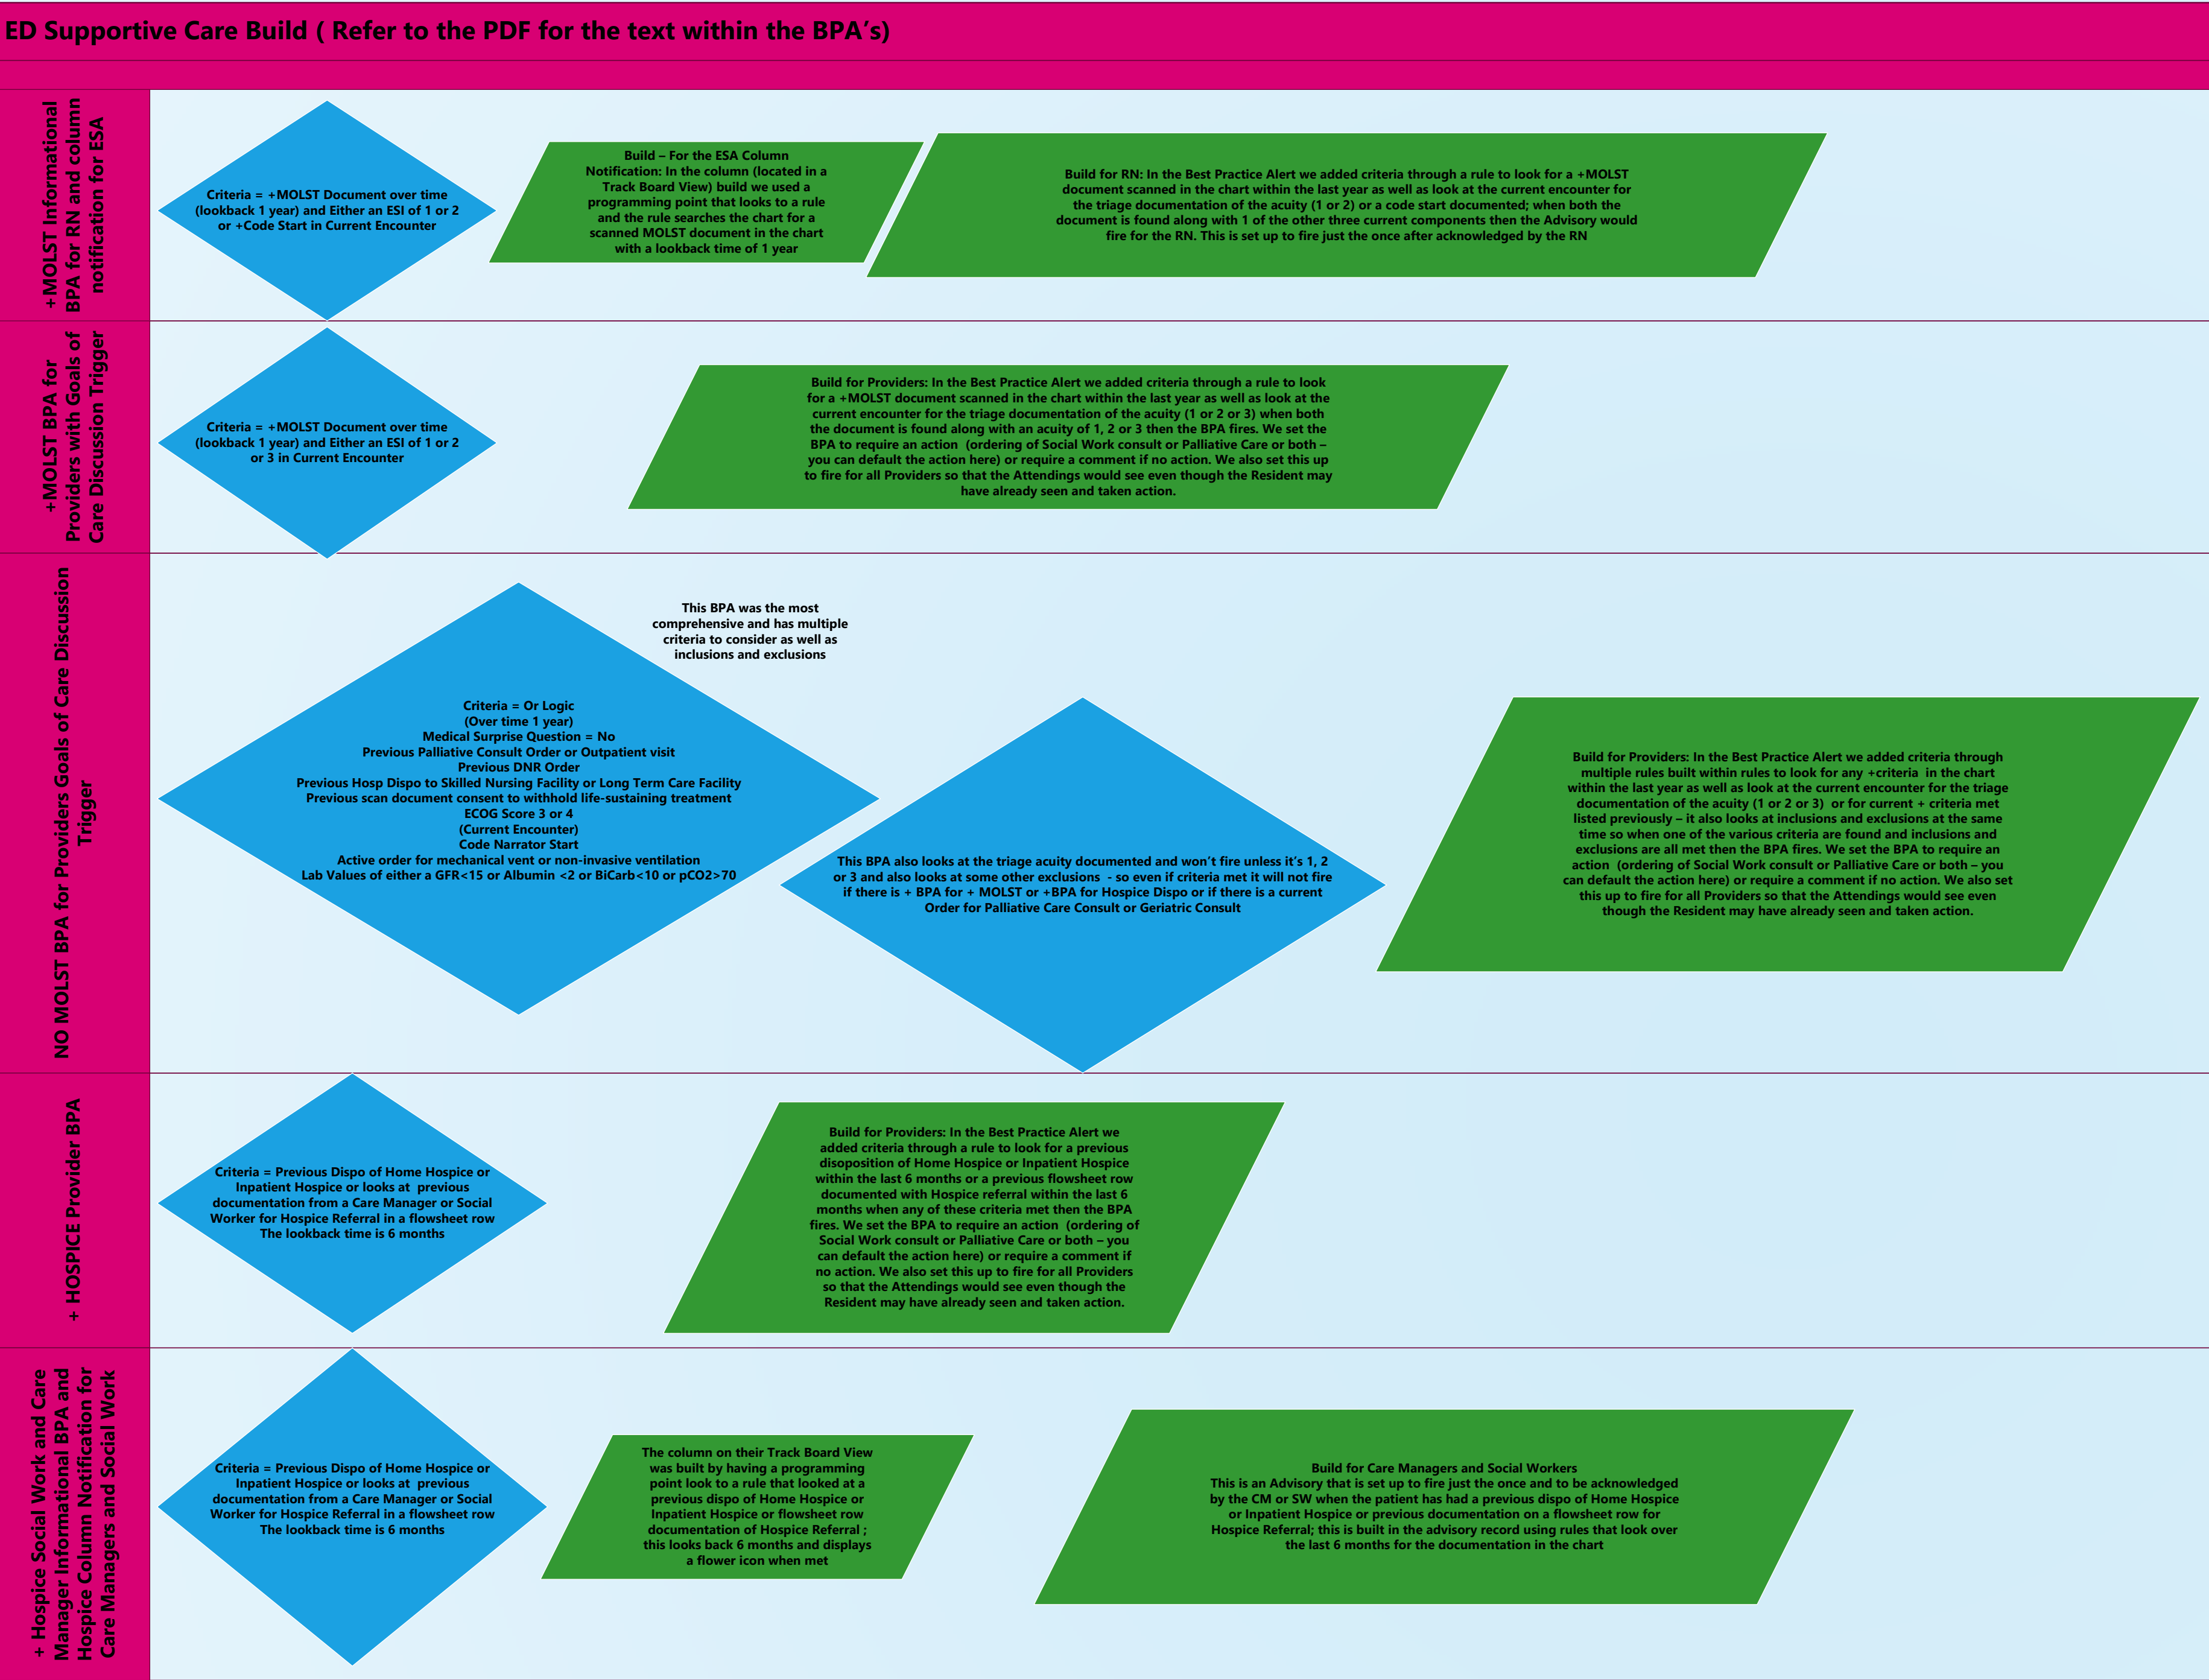 ED Supportive Care Build ( Refer to the PDF for the text within the BPA’s)
+MOLST Informational
BPA for RN and column
notification for ESA
Criteria = +MOLST Document over time
(lookback 1 year) and Either an ESI of 1 or 2
or +Code Start in Current Encounter
Build – For the ESA Column
Notification: In the column (located in a
Track Board View) build we used a
programming point that looks to a rule
and the rule searches the chart for a
scanned MOLST document in the chart
with a lookback time of 1 year
Build for RN: In the Best Practice Alert we added criteria through a rule to look for a +MOLST
document scanned in the chart within the last year as well as look at the current encounter for
the triage documentation of the acuity (1 or 2) or a code start documented; when both the
document is found along with 1 of the other three current components then the Advisory would
fire for the RN. This is set up to fire just the once after acknowledged by the RN
+MOLST BPA for
Providers with Goals of
Care Discussion Trigger
Criteria = +MOLST Document over time
(lookback 1 year) and Either an ESI of 1 or 2
or 3 in Current Encounter
Build for Providers: In the Best Practice Alert we added criteria through a rule to look
for a +MOLST document scanned in the chart within the last year as well as look at the
current encounter for the triage documentation of the acuity (1 or 2 or 3) when both
the document is found along with an acuity of 1, 2 or 3 then the BPA fires. We set the
BPA to require an action  (ordering of Social Work consult or Palliative Care or both –
you can default the action here) or require a comment if no action. We also set this up
to fire for all Providers so that the Attendings would see even though the Resident may
have already seen and taken action.
NO MOLST BPA for Providers Goals of Care Discussion
Trigger
This BPA was the most
comprehensive and has multiple
criteria to consider as well as
inclusions and exclusions
Criteria = Or Logic
(Over time 1 year)
Medical Surprise Question = No
Previous Palliative Consult Order or Outpatient visit
Previous DNR Order
Previous Hosp Dispo to Skilled Nursing Facility or Long Term Care Facility
Previous scan document consent to withhold life-sustaining treatment
ECOG Score 3 or 4
(Current Encounter)
Code Narrator Start
Active order for mechanical vent or non-invasive ventilation
Lab Values of either a GFR<15 or Albumin <2 or BiCarb<10 or pCO2>70
This BPA also looks at the triage acuity documented and won’t fire unless it’s 1, 2
or 3 and also looks at some other exclusions  - so even if criteria met it will not fire
if there is + BPA for + MOLST or +BPA for Hospice Dispo or if there is a current
Order for Palliative Care Consult or Geriatric Consult
Build for Providers: In the Best Practice Alert we added criteria through
multiple rules built within rules to look for any +criteria  in the chart
within the last year as well as look at the current encounter for the triage
documentation of the acuity (1 or 2 or 3)  or for current + criteria met
listed previously – it also looks at inclusions and exclusions at the same
time so when one of the various criteria are found and inclusions and
exclusions are all met then the BPA fires. We set the BPA to require an
action  (ordering of Social Work consult or Palliative Care or both – you
can default the action here) or require a comment if no action. We also set
this up to fire for all Providers so that the Attendings would see even
though the Resident may have already seen and taken action.
+ HOSPICE Provider BPA
Criteria = Previous Dispo of Home Hospice or
Inpatient Hospice or looks at  previous
documentation from a Care Manager or Social
Worker for Hospice Referral in a flowsheet row
The lookback time is 6 months
Build for Providers: In the Best Practice Alert we
added criteria through a rule to look for a previous
disoposition of Home Hospice or Inpatient Hospice
within the last 6 months or a previous flowsheet row
documented with Hospice referral within the last 6
months when any of these criteria met then the BPA
fires. We set the BPA to require an action  (ordering of
Social Work consult or Palliative Care or both – you
can default the action here) or require a comment if
no action. We also set this up to fire for all Providers
so that the Attendings would see even though the
Resident may have already seen and taken action.
+ Hospice Social Work and Care
Manager Informational BPA and
Hospice Column Notification for
Care Managers and Social Work
Criteria = Previous Dispo of Home Hospice or
Inpatient Hospice or looks at  previous
documentation from a Care Manager or Social
Worker for Hospice Referral in a flowsheet row
The lookback time is 6 months
The column on their Track Board View
was built by having a programming
point look to a rule that looked at a
previous dispo of Home Hospice or
Inpatient Hospice or flowsheet row
documentation of Hospice Referral ;
this looks back 6 months and displays
a flower icon when met
Build for Care Managers and Social Workers
This is an Advisory that is set up to fire just the once and to be acknowledged
by the CM or SW when the patient has had a previous dispo of Home Hospice
or Inpatient Hospice or previous documentation on a flowsheet row for
Hospice Referral; this is built in the advisory record using rules that look over
the last 6 months for the documentation in the chart